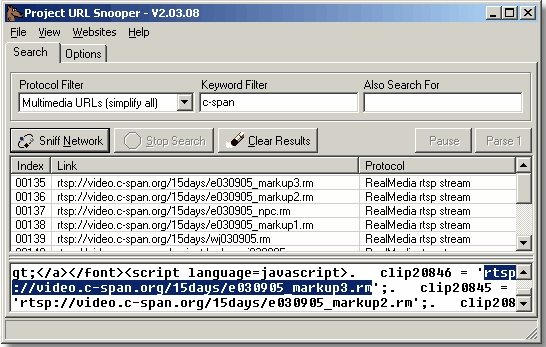 Project URL Snooper - V2.03.08
File View Websites Help
Search Options
Protocol Filter Keyword Filter Also Search For
Multimedia URLs (simplify all) c-span
Sniff Network Stop Search Clear Results Pause Parse 1
Index Link Protocol
00135 rtsp://video.c-span.org/15days/e030905_markup3.rm RealMedia rtsp stream
00136 rtsp://video.c-span.org/15days/e030905_markup2.rm RealMedia rtsp stream
00137 rtsp://video.c-span.org/15days/e030905_npc.rm RealMedia rtsp stream
00138 rtsp://video.c-span.org/15days/e030905_markup1.rm RealMedia rtsp stream
00139 rtsp://video.c-span.org/15days/wj030905.rm RealMedia rtsp stream
gt;</a></font><script language=javascript>. clip20846 = 'rtsp
://video.c-span.org/15days/e030905_markup3.rm';. clip20845 =
'rtsp://video.c-span.org/15days/e030905_markup2.rm';. clip208